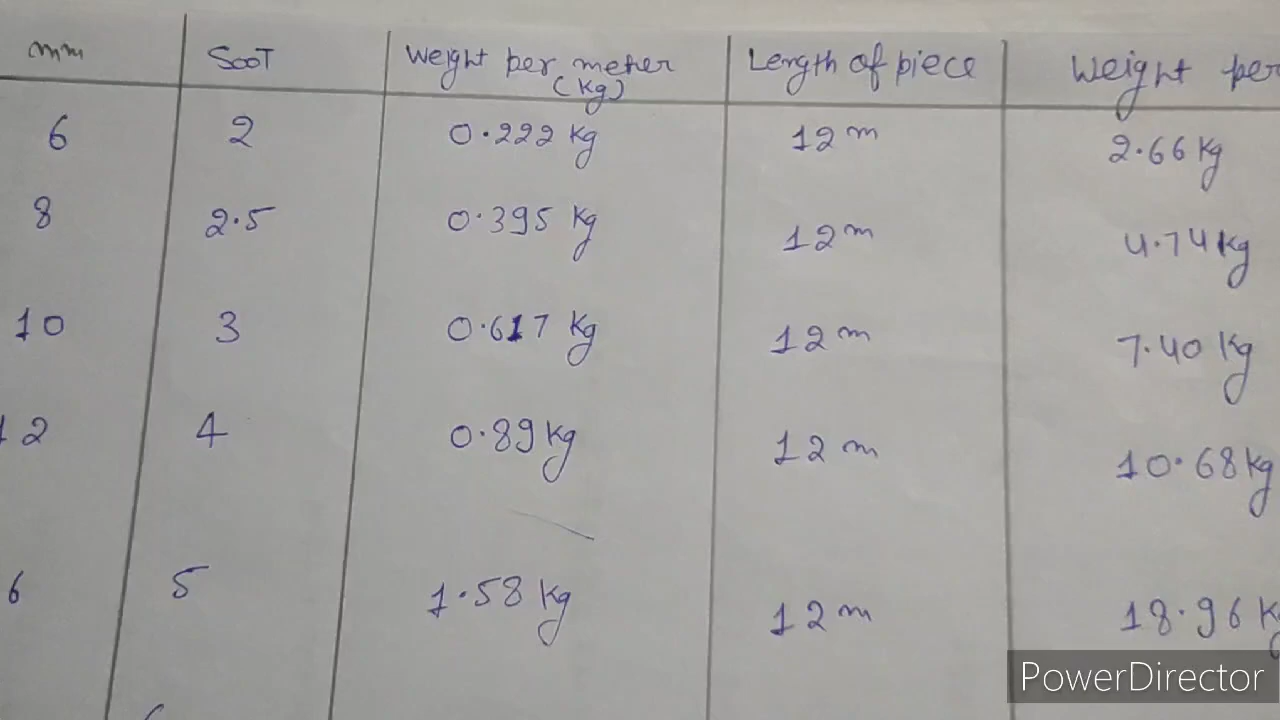 mm SooT Weight per meter (Kg) Length of piece Weight per
6 2 0.222 Kg 12 m 2.66 Kg
8 2.5 0.395 Kg 12 m 4.74 Kg
10 3 0.617 Kg 12 m 7.40 Kg
12 4 0.89 Kg 12 m 10.68 Kg
6 5 1.58 Kg 12 m 18.96 Kg
PowerDirector